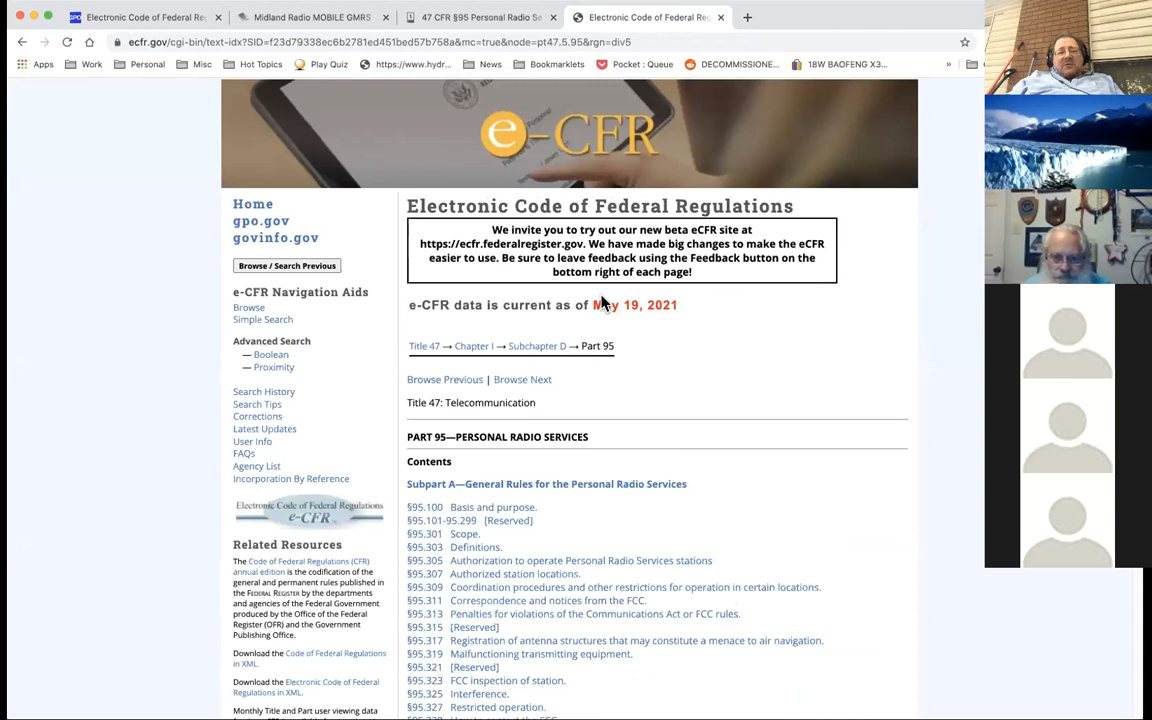 Electronic Code of Federal Reg
Midland Radio MOBILE GMRS
47 CFR §95 Personal Radio Se
Electronic Code of Federal Reg
ecfr.gov/cgi-bin/text-idx?SID=f23d79338ec6b2781ed451bed57b758a&mc=true&node=pt47.5.95&rgn=div5
Apps
Work
Personal
Misc
Hot Topics
Play Quiz
https://www.hydr...
News
Bookmarklets
Pocket : Queue
DECOMMISSIONE...
18W BAOFENG X3...
»
e-CFR
Home
gpo.gov
govinfo.gov
Browse / Search Previous
e-CFR Navigation Aids
Browse
Simple Search
Advanced Search:
— Boolean
— Proximity
Search History
Search Tips
Corrections
Latest Updates
User Info
FAQs
Agency List
Incorporation By Reference
Electronic Code of Federal Regulations
e-CFR
Related Resources
The Code of Federal Regulations (CFR)
annual edition is the codification of the
general and permanent rules published in
the FEDERAL REGISTER by the departments
and agencies of the Federal Government
produced by the Office of the Federal
Register (OFR) and the Government
Publishing Office.
Download the Code of Federal Regulations
in XML.
Download the Electronic Code of Federal
Regulations in XML.
Monthly Title and Part user viewing data
Electronic Code of Federal Regulations
We invite you to try out our new beta eCFR site at
https://ecfr.federalregister.gov. We have made big changes to make the eCFR
easier to use. Be sure to leave feedback using the Feedback button on the
bottom right of each page!
e-CFR data is current as of May 19, 2021
Title 47 → Chapter I → Subchapter D → Part 95
Browse Previous | Browse Next
Title 47: Telecommunication
PART 95—PERSONAL RADIO SERVICES
Contents
Subpart A—General Rules for the Personal Radio Services
§95.100 Basis and purpose.
§95.101-95.299 [Reserved]
§95.301 Scope.
§95.303 Definitions.
§95.305 Authorization to operate Personal Radio Services stations
§95.307 Authorized station locations.
§95.309 Coordination procedures and other restrictions for operation in certain locations.
§95.311 Correspondence and notices from the FCC.
§95.313 Penalties for violations of the Communications Act or FCC rules.
§95.315 [Reserved]
§95.317 Registration of antenna structures that may constitute a menace to air navigation.
§95.319 Malfunctioning transmitting equipment.
§95.321 [Reserved]
§95.323 FCC inspection of station.
§95.325 Interference.
§95.327 Restricted operation.